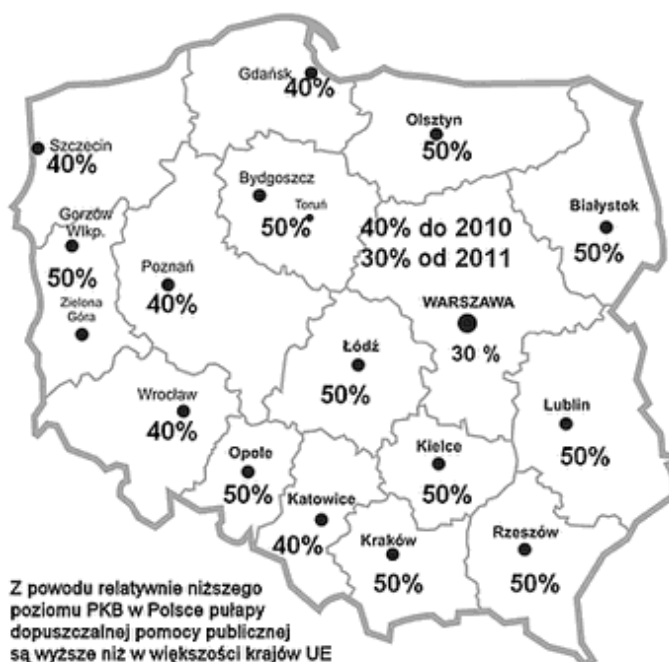 Gdańsk
40%
Olsztyn
50%
Szczecin
40%
Bydgoszcz
Toruń
50%
40% do 2010
30% od 2011
Białystok
50%
Gorzów
Wlkp.
50%
Zielona
Góra
Poznań
40%
WARSZAWA
30 %
Łódź
50%
Wrocław
40%
Lublin
50%
Opole
50%
Kielce
50%
Katowice
40%
Kraków
50%
Rzeszów
50%
Z powodu relatywnie niższego
poziomu PKB w Polsce pułapy
dopuszczalnej pomocy publicznej
są wyższe niż w większości krajów UE